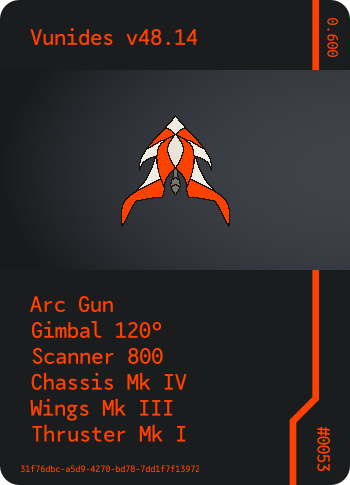 Vunides v48.14
0.600
Arc Gun
Gimbal 120°
Scanner 800
Chassis Mk IV
Wings Mk III
Thruster Mk I
#0053
31f76dbc-a5d9-4270-bd78-7dd1f7f13972